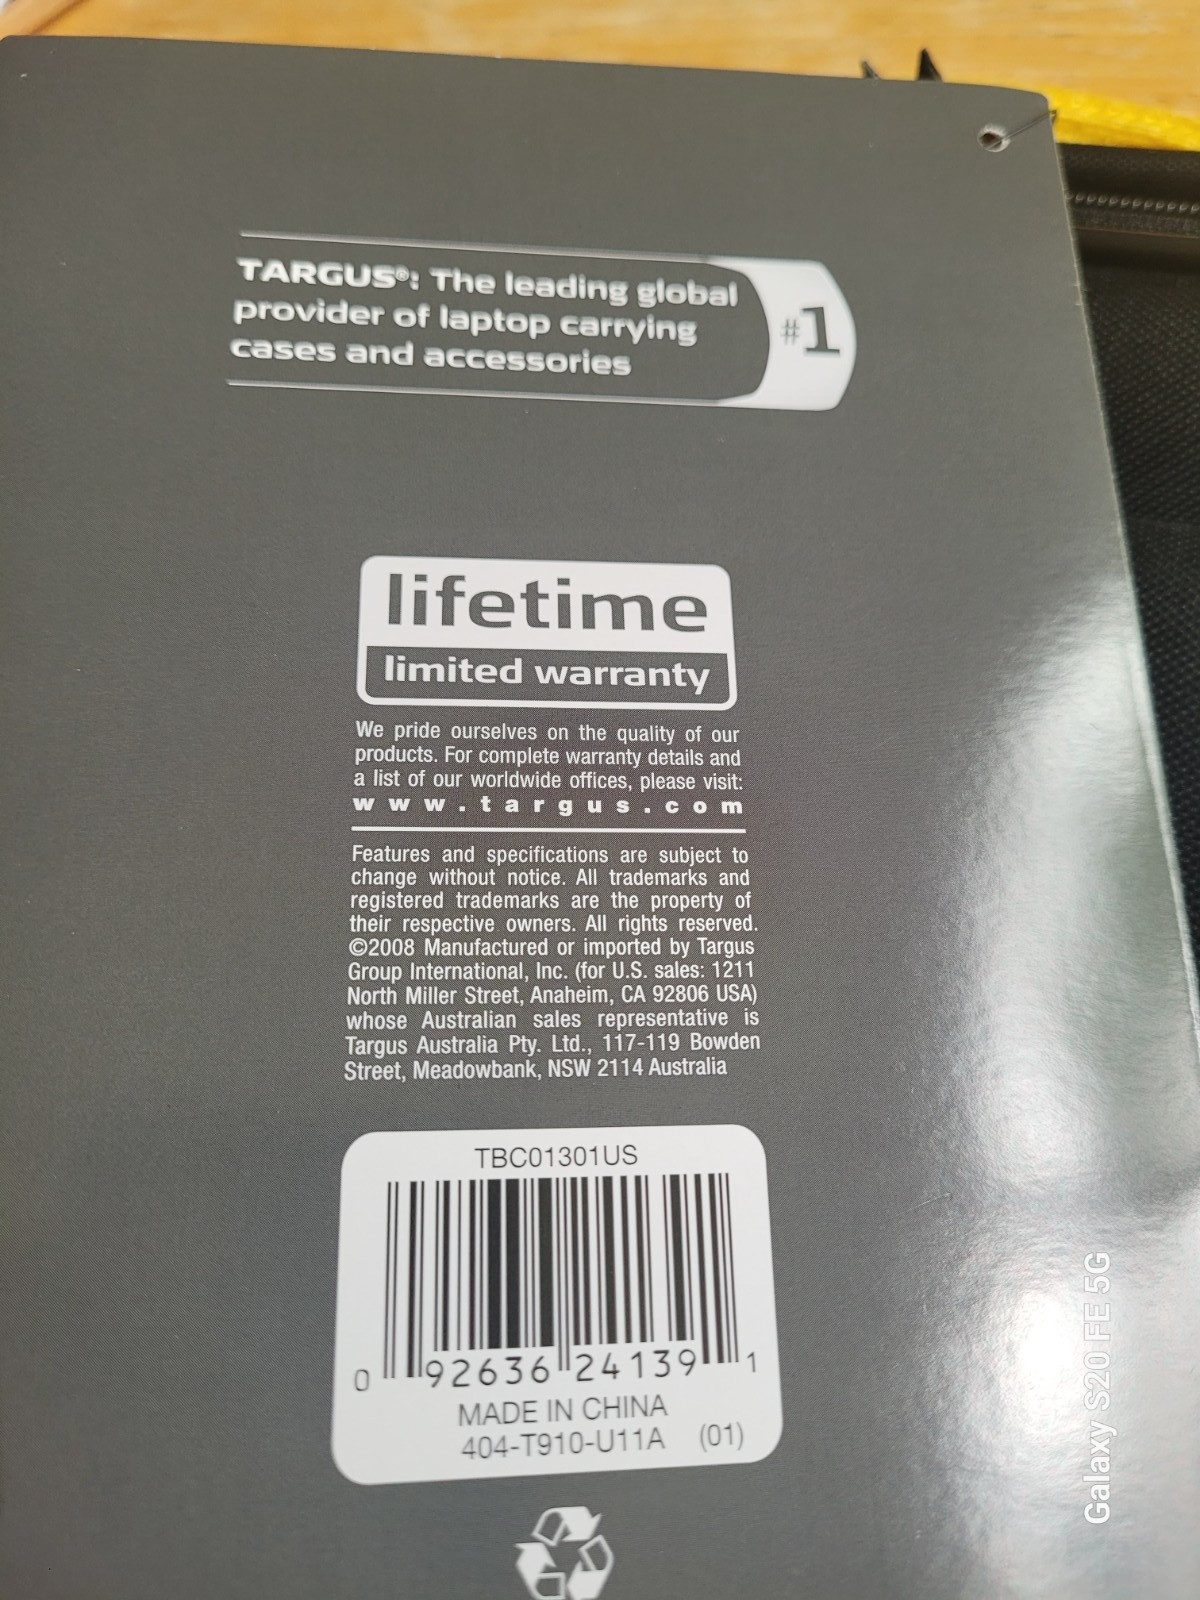 TARGUS®: The leading global
provider of laptop carrying
cases and accessories
#1
lifetime
limited warranty
We pride ourselves on the quality of our
products. For complete warranty details and
a list of our worldwide offices, please visit:
www.targus.com
Features and specifications are subject to
change without notice. All trademarks and
registered trademarks are the property of
their respective owners. All rights reserved.
©2008 Manufactured or imported by Targus
Group International, Inc. (for U.S. sales: 1211
North Miller Street, Anaheim, CA 92806 USA)
whose Australian sales representative is
Targus Australia Pty. Ltd., 117-119 Bowden
Street, Meadowbank, NSW 2114 Australia
TBC01301US
0 92636 24139 1
MADE IN CHINA
404-T910-U11A (01)
Galaxy S20 FE 5G